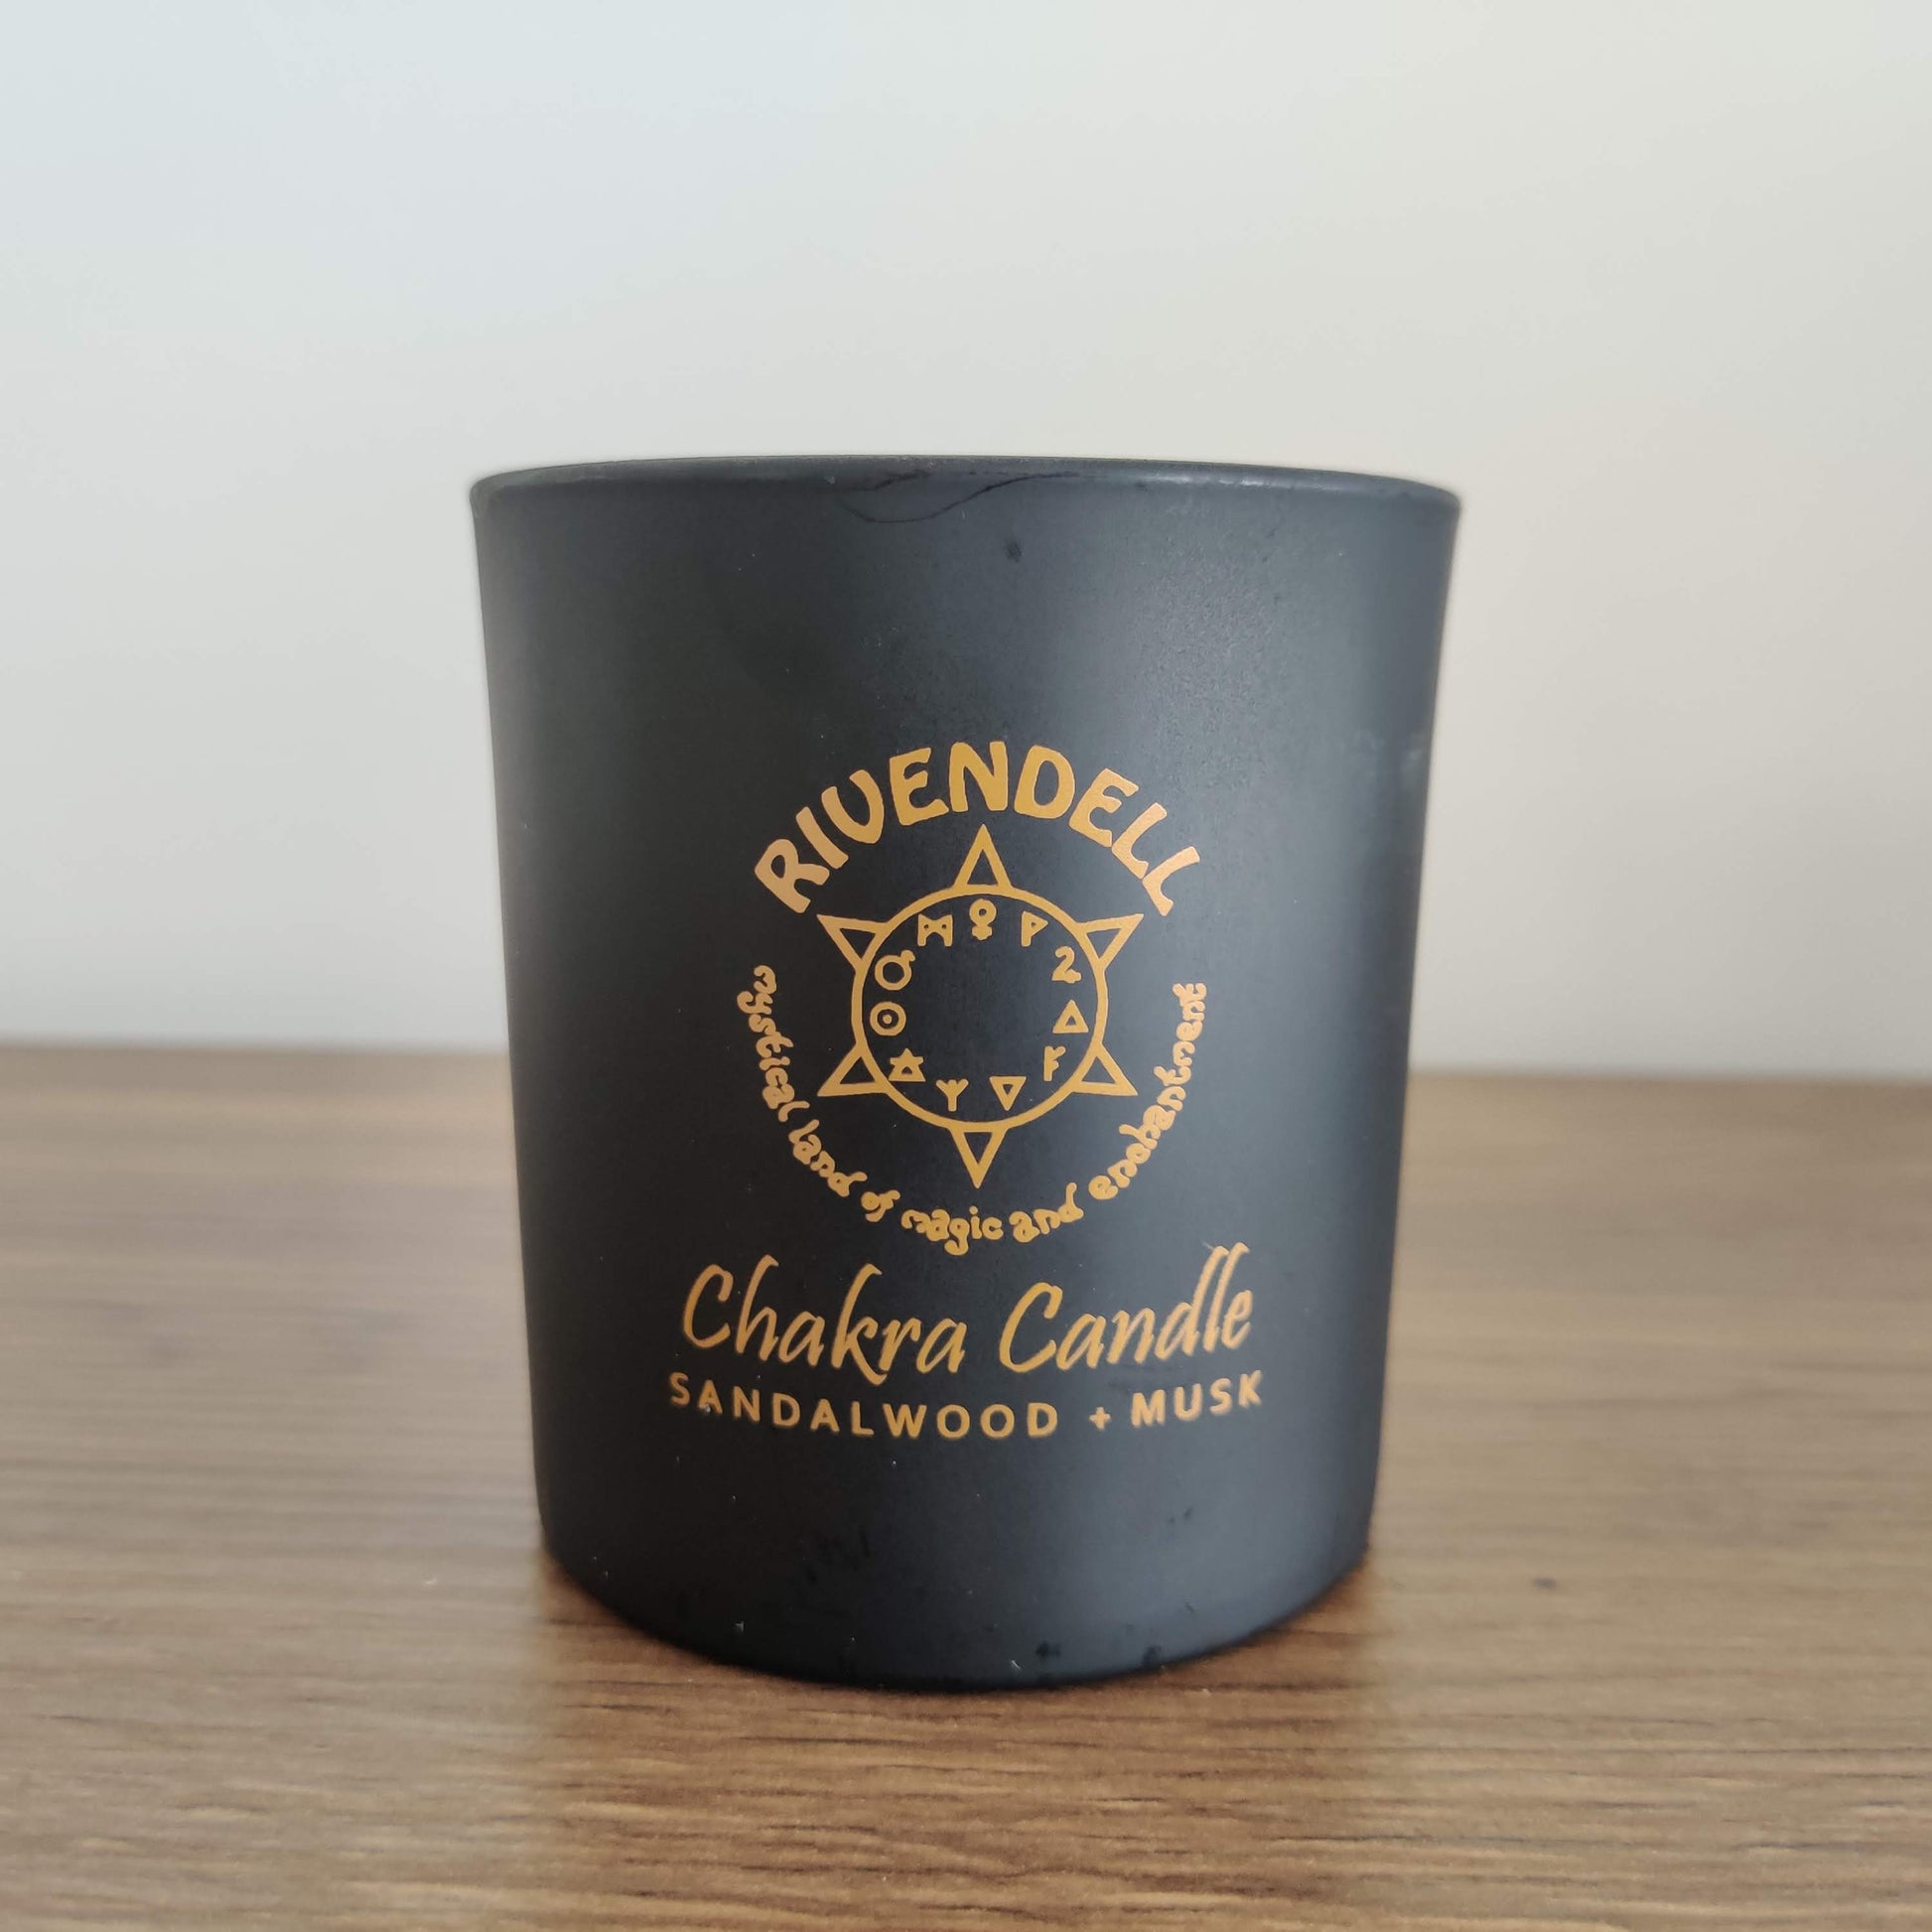 RIVENDELL
mystical land of magic and enchantment
Chakra Candle
SANDALWOOD + MUSK